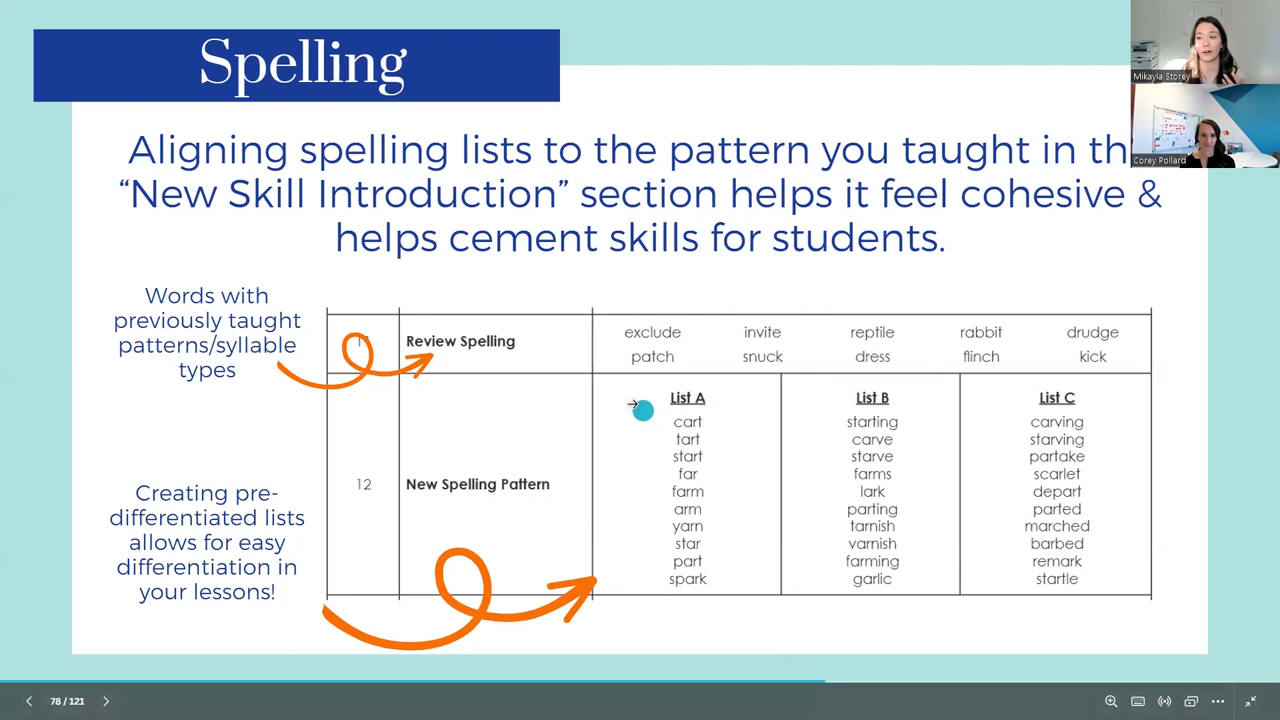 Spelling
Mikayla Storey
Corey Pollard
Aligning spelling lists to the pattern you taught in th
“New Skill Introduction” section helps it feel cohesive &
helps cement skills for students.
Words with
previously taught
patterns/syllable
types
Review Spelling
exclude invite reptile rabbit drudge
patch snuck dress flinch kick
Creating pre-
differentiated lists
allows for easy
differentiation in
your lessons!
12 New Spelling Pattern
List A List B List C
cart starting carving
tart carve starving
start starve partake
far farms scarlet
farm lark depart
arm parting parted
yarn tarnish marched
star varnish barbed
part farming remark
spark garlic startle
78 / 121